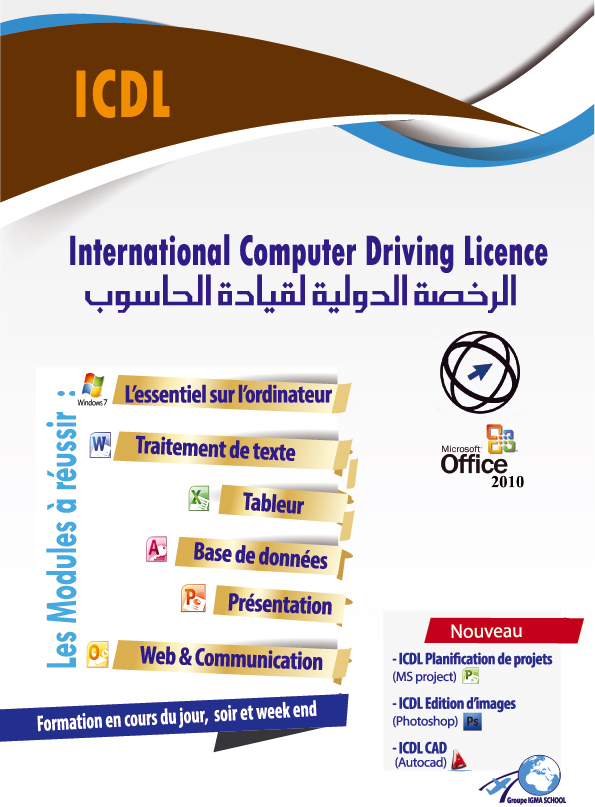 ICDL
International Computer Driving Licence
الرخصة الدولية لقيادة الحاسوب
Les Modules à réussir :
Windows 7
L'essentiel sur l'ordinateur
Traitement de texte
Tableur
Base de données
Présentation
Web & Communication
Formation en cours du jour, soir et week end
Microsoft
Office
2010
Nouveau
- ICDL Planification de projets
(MS project)
- ICDL Edition d'images
(Photoshop) Ps
- ICDL CAD
(Autocad)
Groupe IGMA SCHOOL